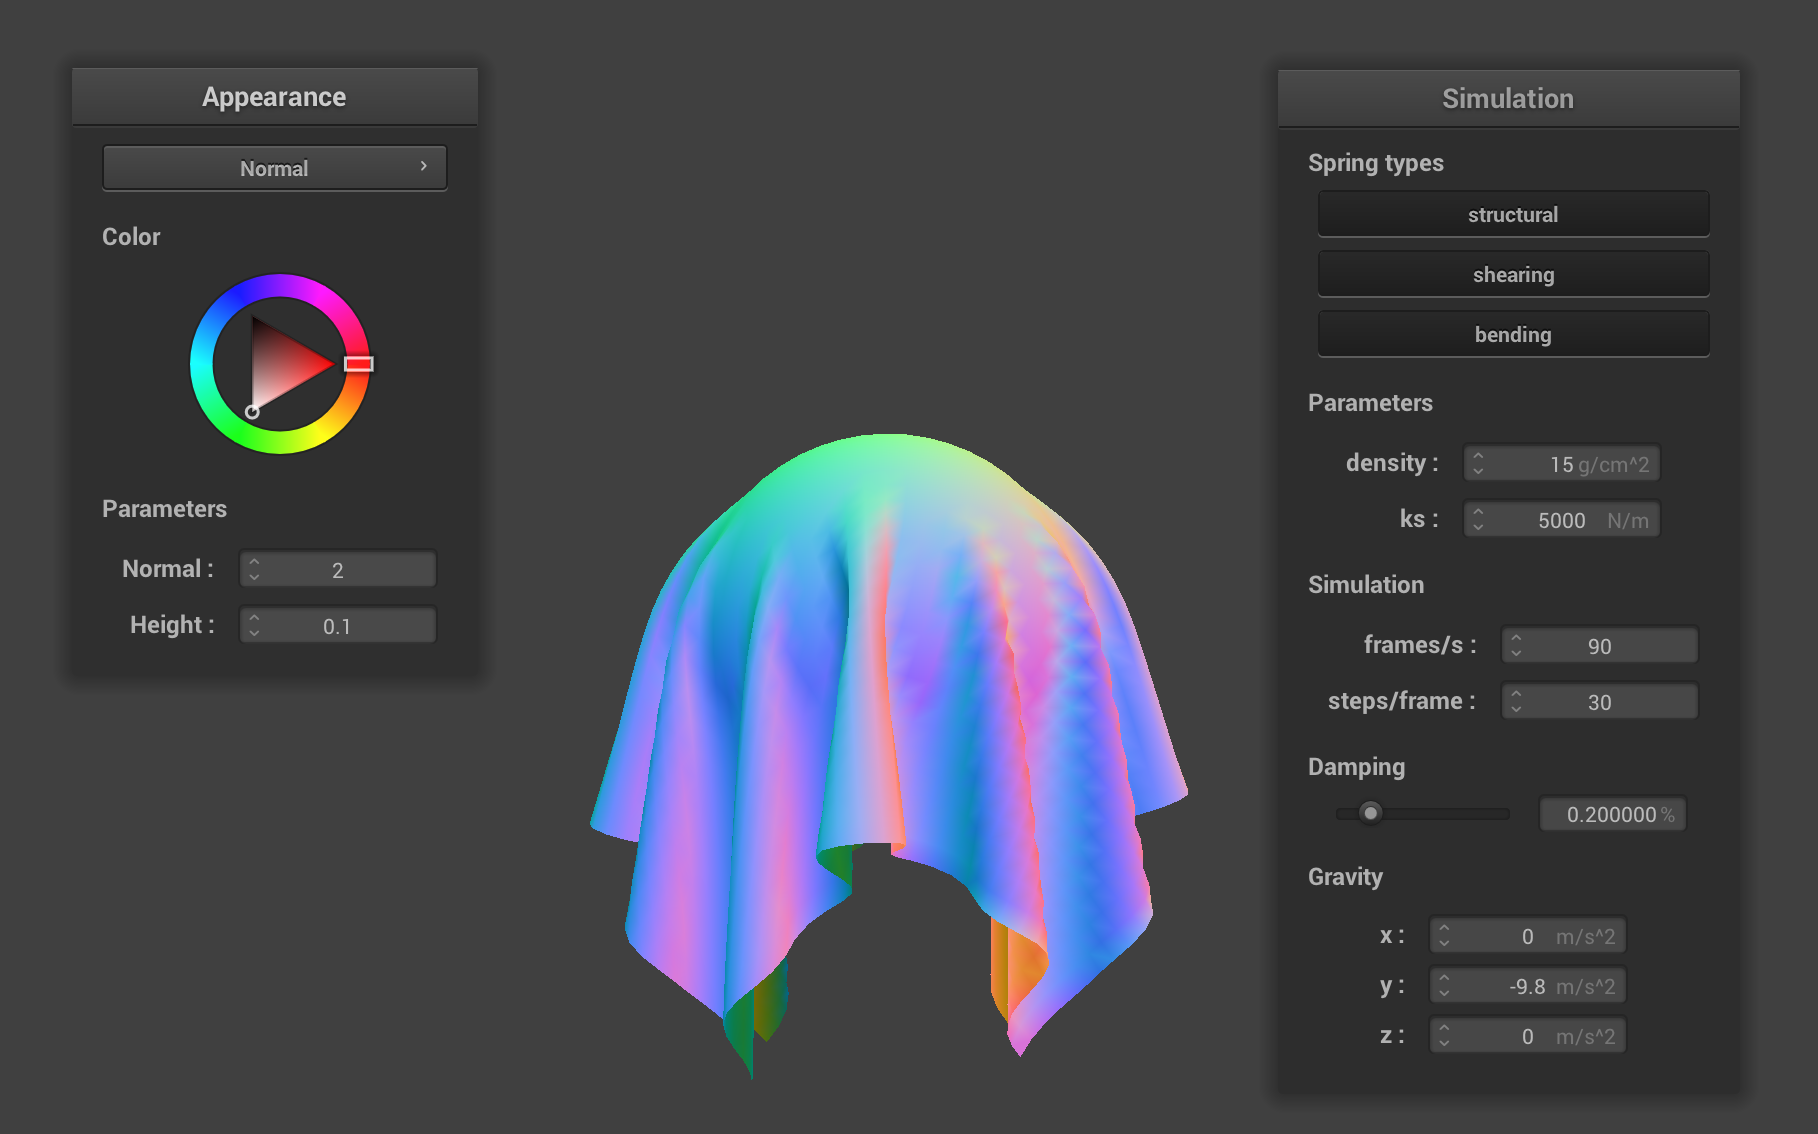 Appearance
Normal
Color
Parameters
Normal : 2
Height : 0.1
Simulation
Spring types
structural
shearing
bending
Parameters
density : 15 g/cm^2
ks : 5000 N/m
Simulation
frames/s : 90
steps/frame : 30
Damping
0.200000 %
Gravity
x : 0 m/s^2
y : -9.8 m/s^2
z : 0 m/s^2